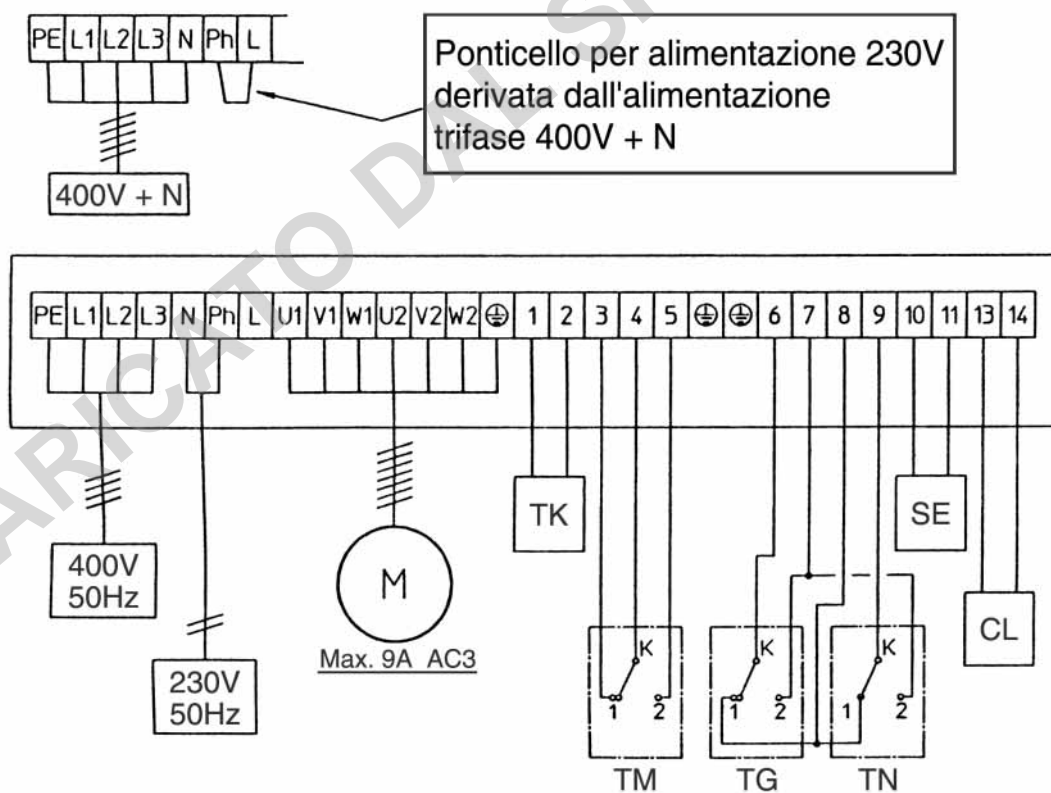 PE L1 L2 L3 N Ph L
Ponticello per alimentazione 230V
derivata dall'alimentazione
trifase 400V + N
400V + N
PE L1 L2 L3 N Ph L U1 V1 W1 U2 V2 W2 1 2 3 4 5 6 7 8 9 10 11 13 14
TK
SE
400V
50Hz
M
Max. 9A AC3
CL
230V
50Hz
K
1 2
K
1 2
K
1 2
TM TG TN
ARICATO DAL S